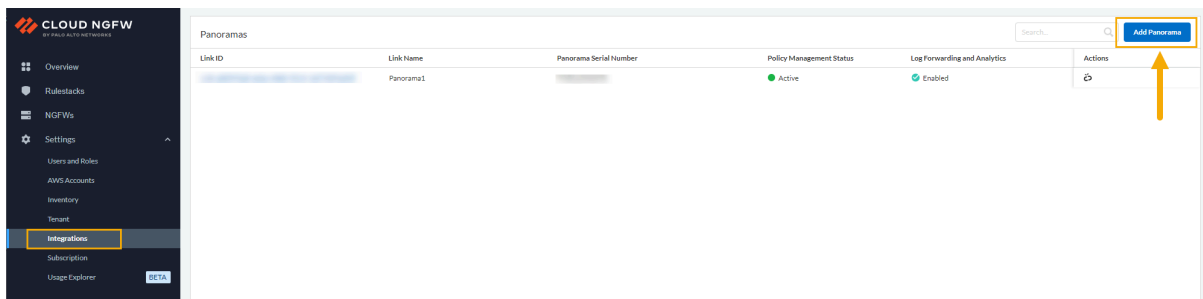 CLOUD NGFW
BY PALO ALTO NETWORKS
Overview
Rulestacks
NGFWs
Settings
Users and Roles
AWS Accounts
Inventory
Tenant
Integrations
Subscription
Usage Explorer BETA
Panoramas
Search...
Add Panorama
Link ID Link Name Panorama Serial Number Policy Management Status Log Forwarding and Analytics Actions
Panorama1 Active Enabled